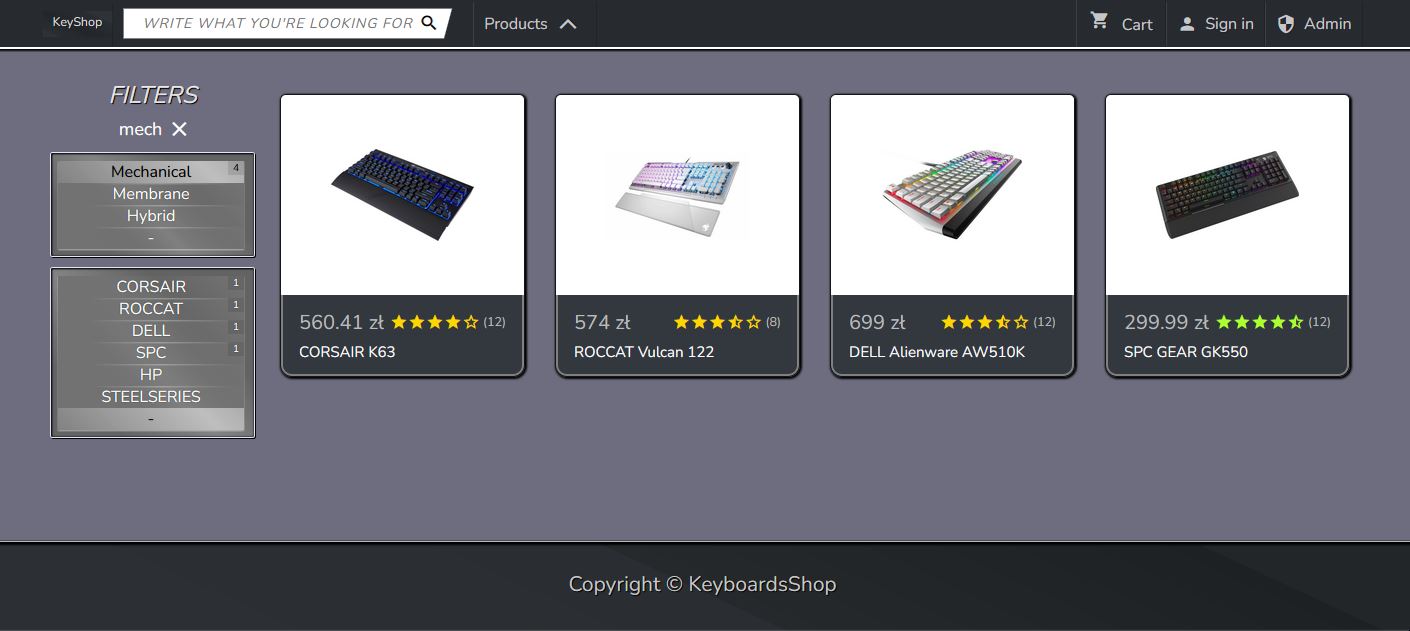 KeyShop
WRITE WHAT YOU'RE LOOKING FOR
Products
Cart
Sign in
Admin
FILTERS
mech ✕
Mechanical 4
Membrane
Hybrid
-
CORSAIR 1
ROCCAT 1
DELL 1
SPC 1
HP
STEELSERIES
-
560.41 zł (12)
CORSAIR K63
574 zł (8)
ROCCAT Vulcan 122
699 zł (12)
DELL Alienware AW510K
299.99 zł (12)
SPC GEAR GK550
Copyright © KeyboardsShop